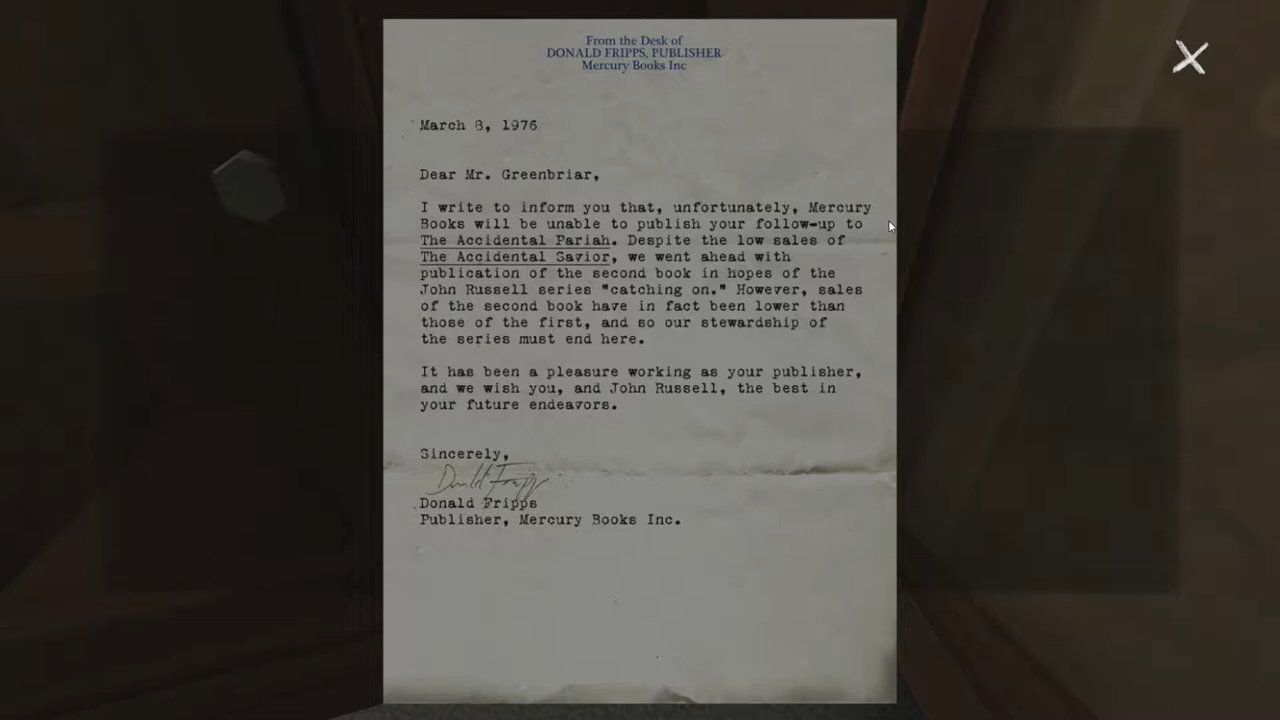 From the Desk of
DONALD FRIPPS, PUBLISHER
Mercury Books Inc
March 8, 1976
Dear Mr. Greenbriar,
I write to inform you that, unfortunately, Mercury
Books will be unable to publish your follow-up to
The Accidental Pariah. Despite the low sales of
The Accidental Savior, we went ahead with
publication of the second book in hopes of the
John Russell series "catching on." However, sales
of the second book have in fact been lower than
those of the first, and so our stewardship of
the series must end here.
It has been a pleasure working as your publisher,
and we wish you, and John Russell, the best in
your future endeavors.
Sincerely,
Donald Fripps
Donald Fripps
Publisher, Mercury Books Inc.